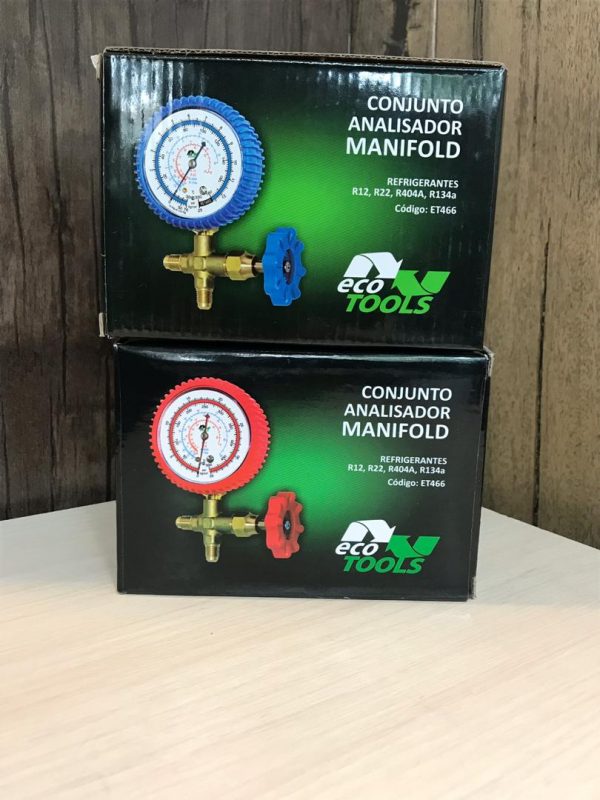 CONJUNTO
ANALISADOR
MANIFOLD
REFRIGERANTES
R12, R22, R404A, R134a
Código: ET466
eco
TOOLS
CONJUNTO
ANALISADOR
MANIFOLD
REFRIGERANTES
R12, R22, R404A, R134a
Código: ET466
eco
TOOLS